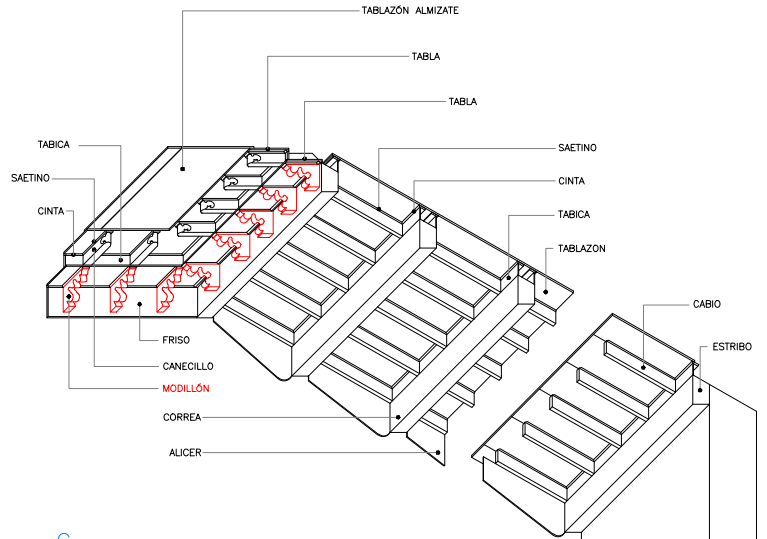 TABLAZÓN ALMIZATE
TABLA
TABLA
TABICA
SAETINO
SAETINO
CINTA
CINTA
TABICA
TABLAZON
CABIO
ESTRIBO
FRISO
CANECILLO
MODILLÓN
CORREA
ALICER